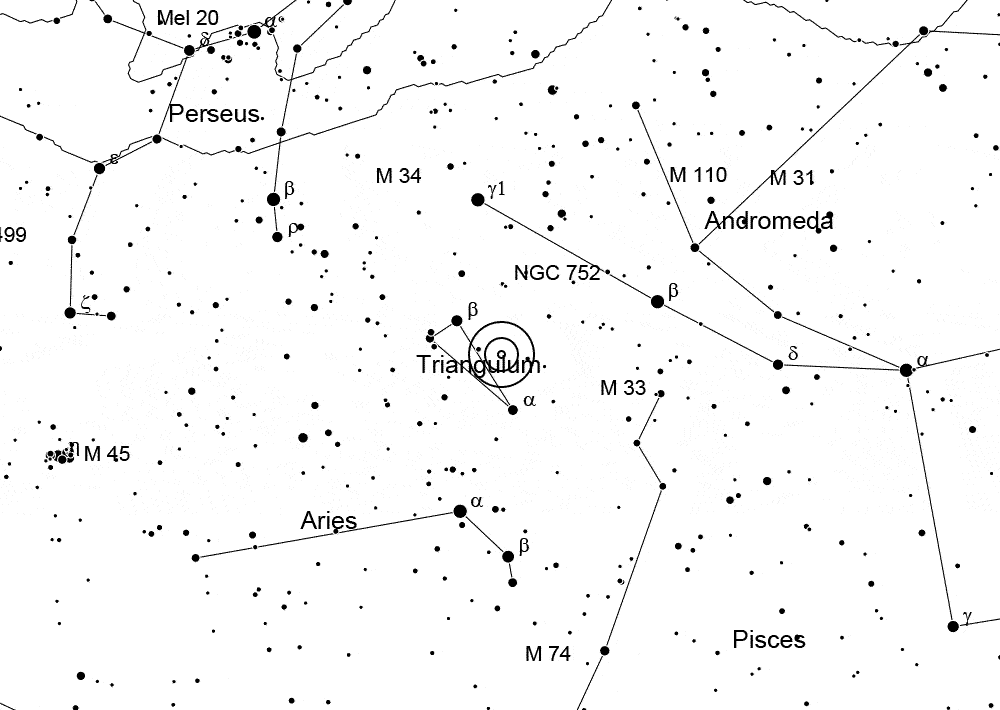 Mel 20
α
δ
Perseus
ε
M 34
M 110
M 31
β
γ1
Andromeda
ρ
499
NGC 752
β
ζ
β
δ
α
Triangulum
M 33
α
η
M 45
α
Aries
β
γ
M 74
Pisces